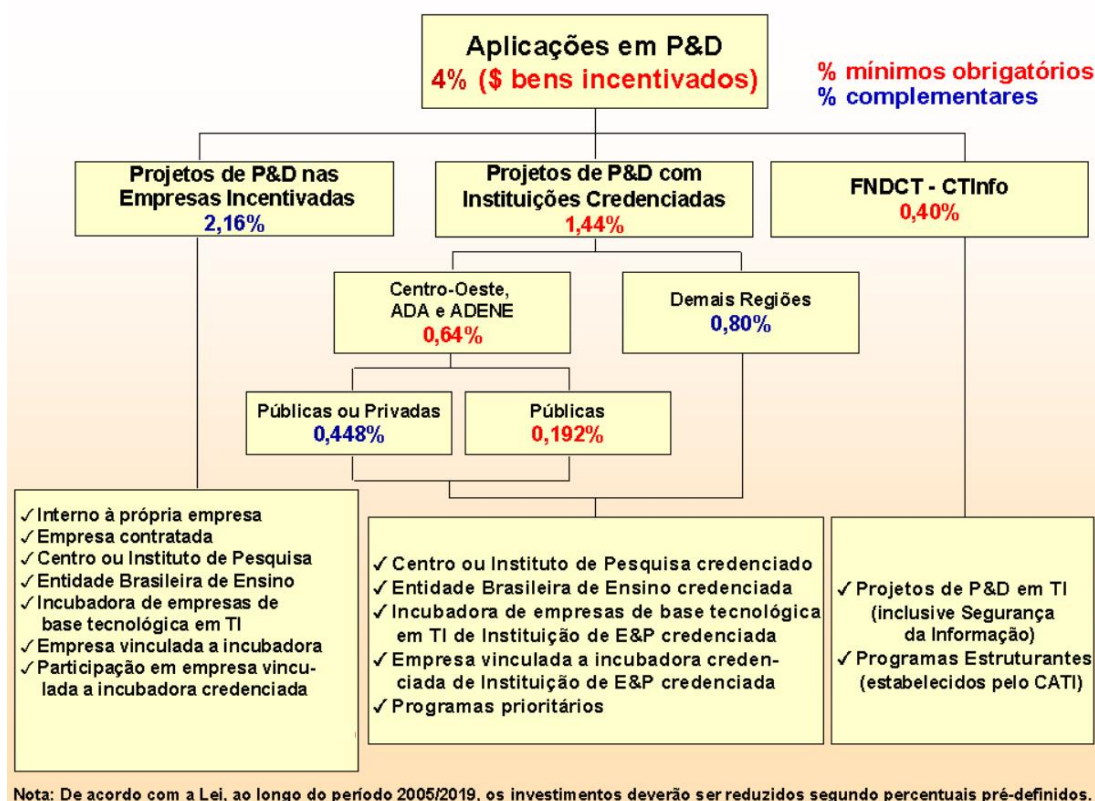 Aplicações em P&D
4% ($ bens incentivados)
% mínimos obrigatórios
% complementares
Projetos de P&D nas
Empresas Incentivadas
2,16%
Projetos de P&D com
Instituições Credenciadas
1,44%
FNDCT - CTInfo
0,40%
Centro-Oeste,
ADA e ADENE
0,64%
Demais Regiões
0,80%
Públicas ou Privadas
0,448%
Públicas
0,192%
✓ Interno à própria empresa
✓ Empresa contratada
✓ Centro ou Instituto de Pesquisa
✓ Entidade Brasileira de Ensino
✓ Incubadora de empresas de
base tecnológica em TI
✓ Empresa vinculada a incubadora
✓ Participação em empresa vincu-
lada a incubadora credenciada
✓ Centro ou Instituto de Pesquisa credenciado
✓ Entidade Brasileira de Ensino credenciada
✓ Incubadora de empresas de base tecnológica
em TI de Instituição de E&P credenciada
✓ Empresa vinculada a incubadora creden-
ciada de Instituição de E&P credenciada
✓ Programas prioritários
✓ Projetos de P&D em TI
(inclusive Segurança
da Informação)
✓ Programas Estruturantes
(estabelecidos pelo CATI)
Nota: De acordo com a Lei, ao longo do período 2005/2019, os investimentos deverão ser reduzidos segundo percentuais pré-definidos.